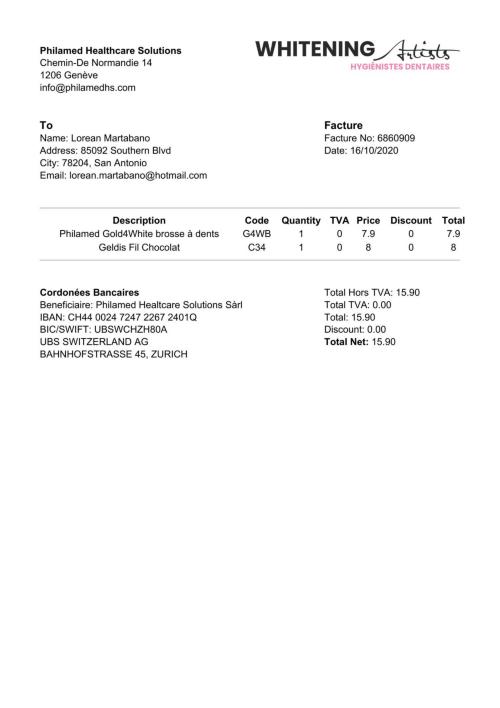 Philamed Healthcare Solutions
Chemin-De Normandie 14
1206 Genève
info@philamedhs.com
WHITENING Artists
HYGIÉNISTES DENTAIRES
To
Name: Lorean Martabano
Address: 85092 Southern Blvd
City: 78204, San Antonio
Email: lorean.martabano@hotmail.com
Facture
Facture No: 6860909
Date: 16/10/2020
Description Code Quantity TVA Price Discount Total
Philamed Gold4White brosse à dents G4WB 1 0 7.9 0 7.9
Geldis Fil Chocolat C34 1 0 8 0 8
Cordonées Bancaires
Beneficiaire: Philamed Healtcare Solutions Sàrl
IBAN: CH44 0024 7247 2267 2401Q
BIC/SWIFT: UBSWCHZH80A
UBS SWITZERLAND AG
BAHNHOFSTRASSE 45, ZURICH
Total Hors TVA: 15.90
Total TVA: 0.00
Total: 15.90
Discount: 0.00
Total Net: 15.90